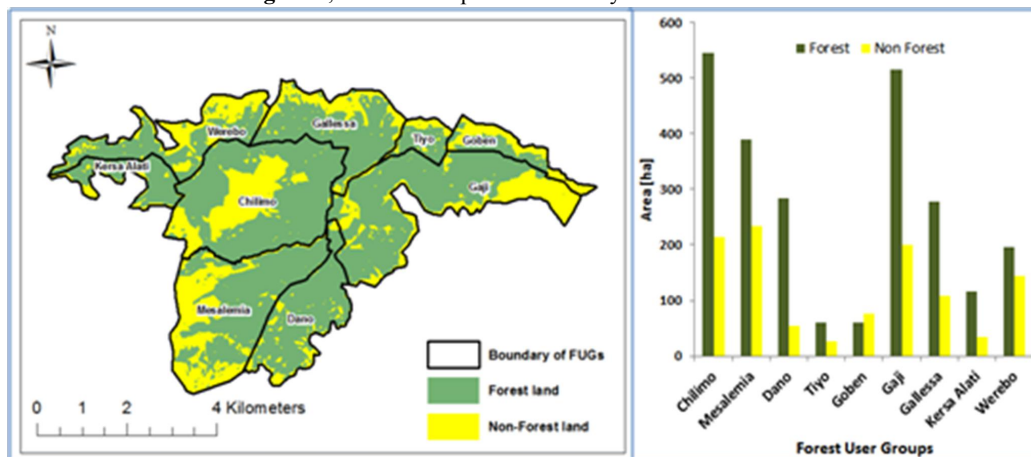 N
Werebo
Gallessa
Tiyo
Goben
Kersa Alati
Gaji
Chilimo
Mesalemia
Dano
Boundary of FUGs
Forest land
Non-Forest land
0 1 2 4 Kilometers
Forest Non Forest
600
500
400
300
200
100
0
Area [ha]
Chilimo
Mesalemia
Dano
Tiyo
Goben
Gaji
Gallessa
Kersa Alati
Werebo
Forest User Groups